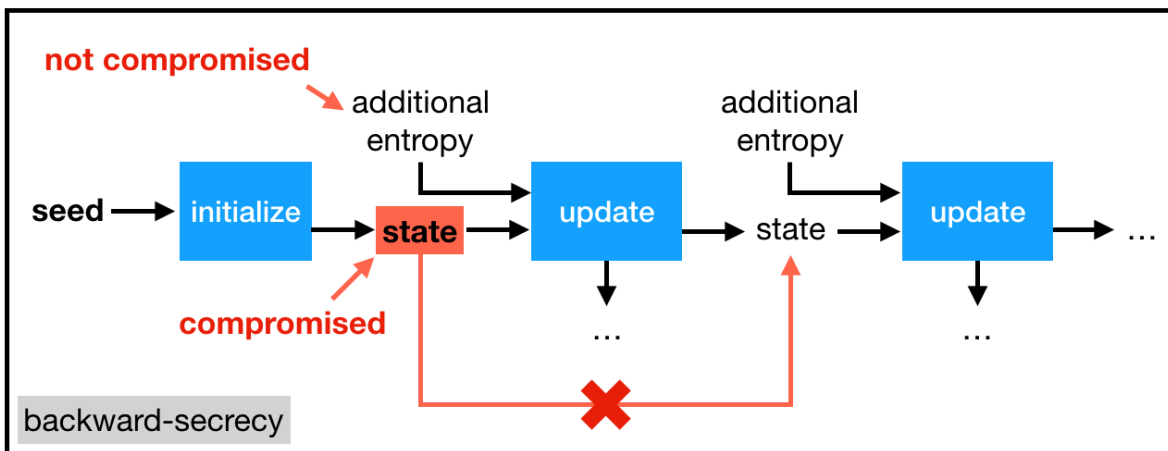 not compromised
additional
entropy
additional
entropy
seed
initialize
state
update
state
update
...
compromised
...
...
backward-secrecy